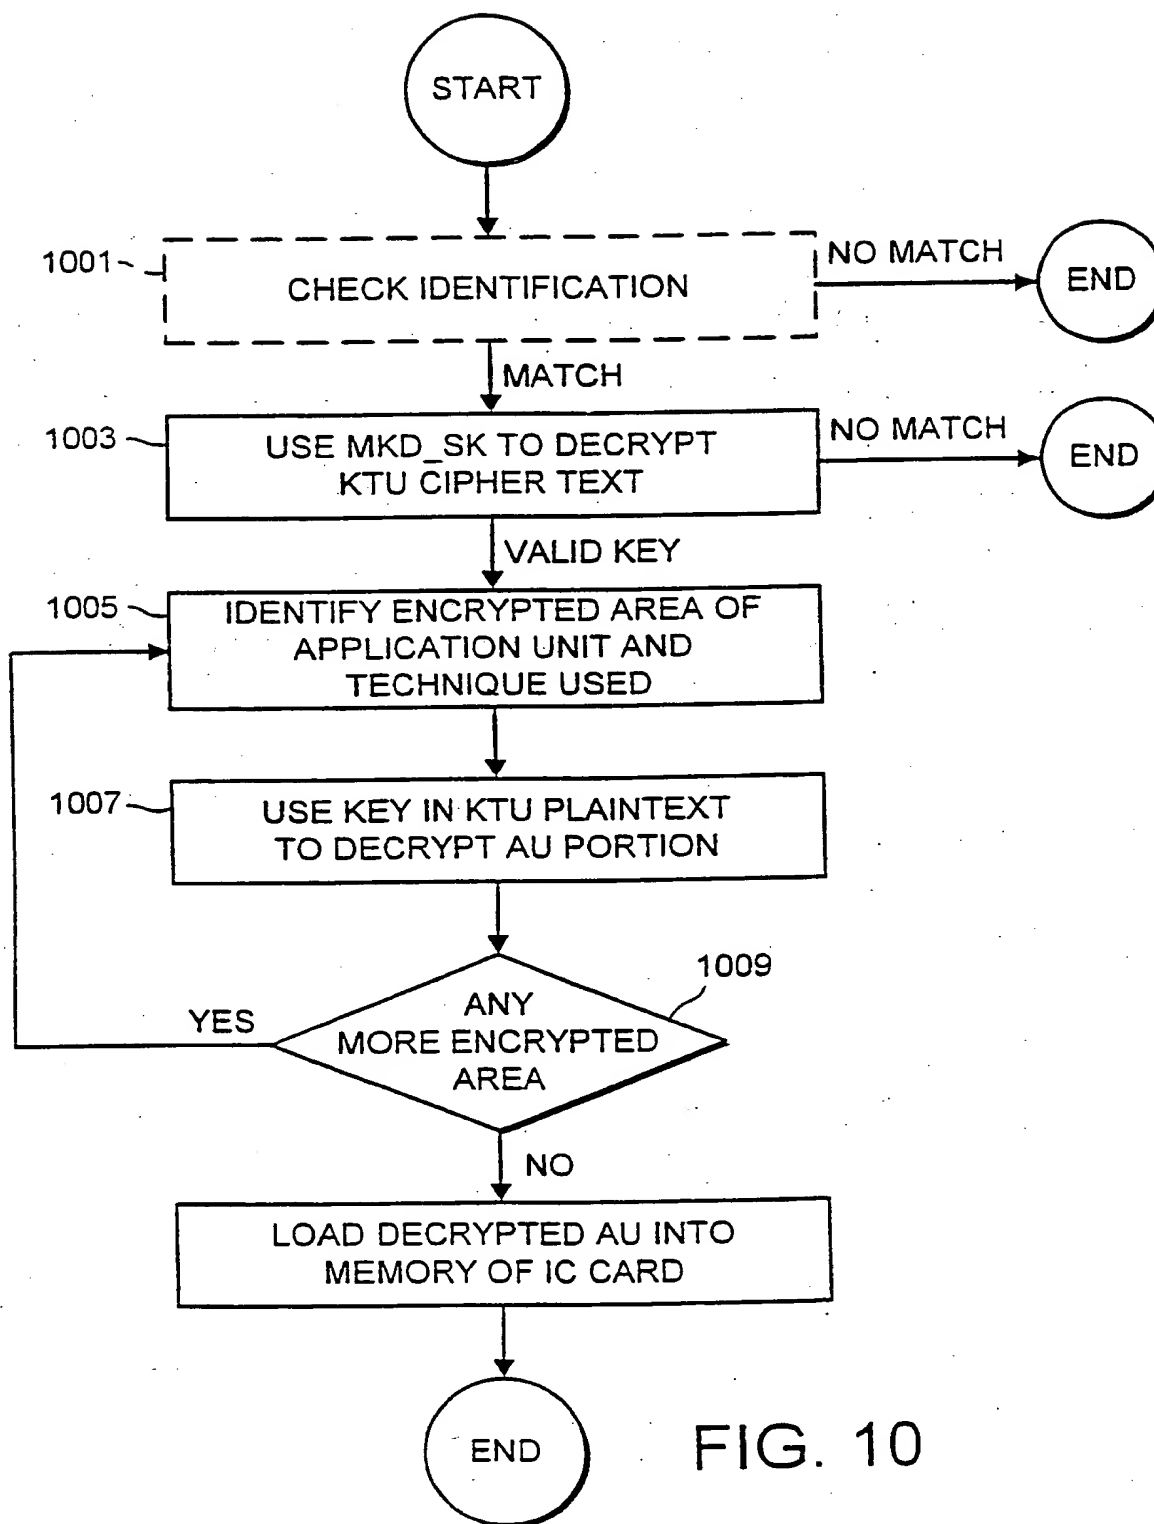 START
1001
CHECK IDENTIFICATION
NO MATCH
END
MATCH
1003
USE MKD_SK TO DECRYPT
KTU CIPHER TEXT
NO MATCH
END
VALID KEY
1005
IDENTIFY ENCRYPTED AREA OF
APPLICATION UNIT AND
TECHNIQUE USED
1007
USE KEY IN KTU PLAINTEXT
TO DECRYPT AU PORTION
1009
ANY
MORE ENCRYPTED
AREA
YES
NO
LOAD DECRYPTED AU INTO
MEMORY OF IC CARD
END
FIG. 10